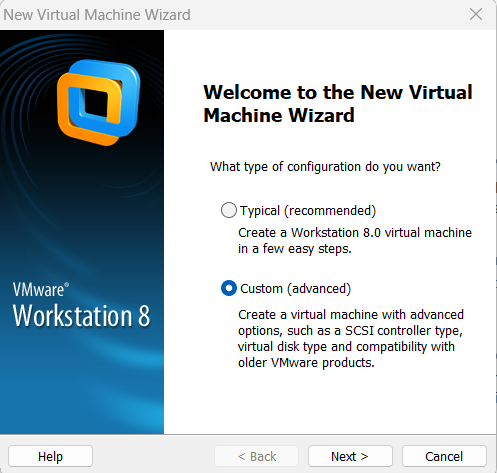 New Virtual Machine Wizard
Welcome to the New Virtual
Machine Wizard
What type of configuration do you want?
Typical (recommended)
Create a Workstation 8.0 virtual machine
in a few easy steps.
Custom (advanced)
Create a virtual machine with advanced
options, such as a SCSI controller type,
virtual disk type and compatibility with
older VMware products.
VMware®
Workstation 8
Help
< Back
Next >
Cancel